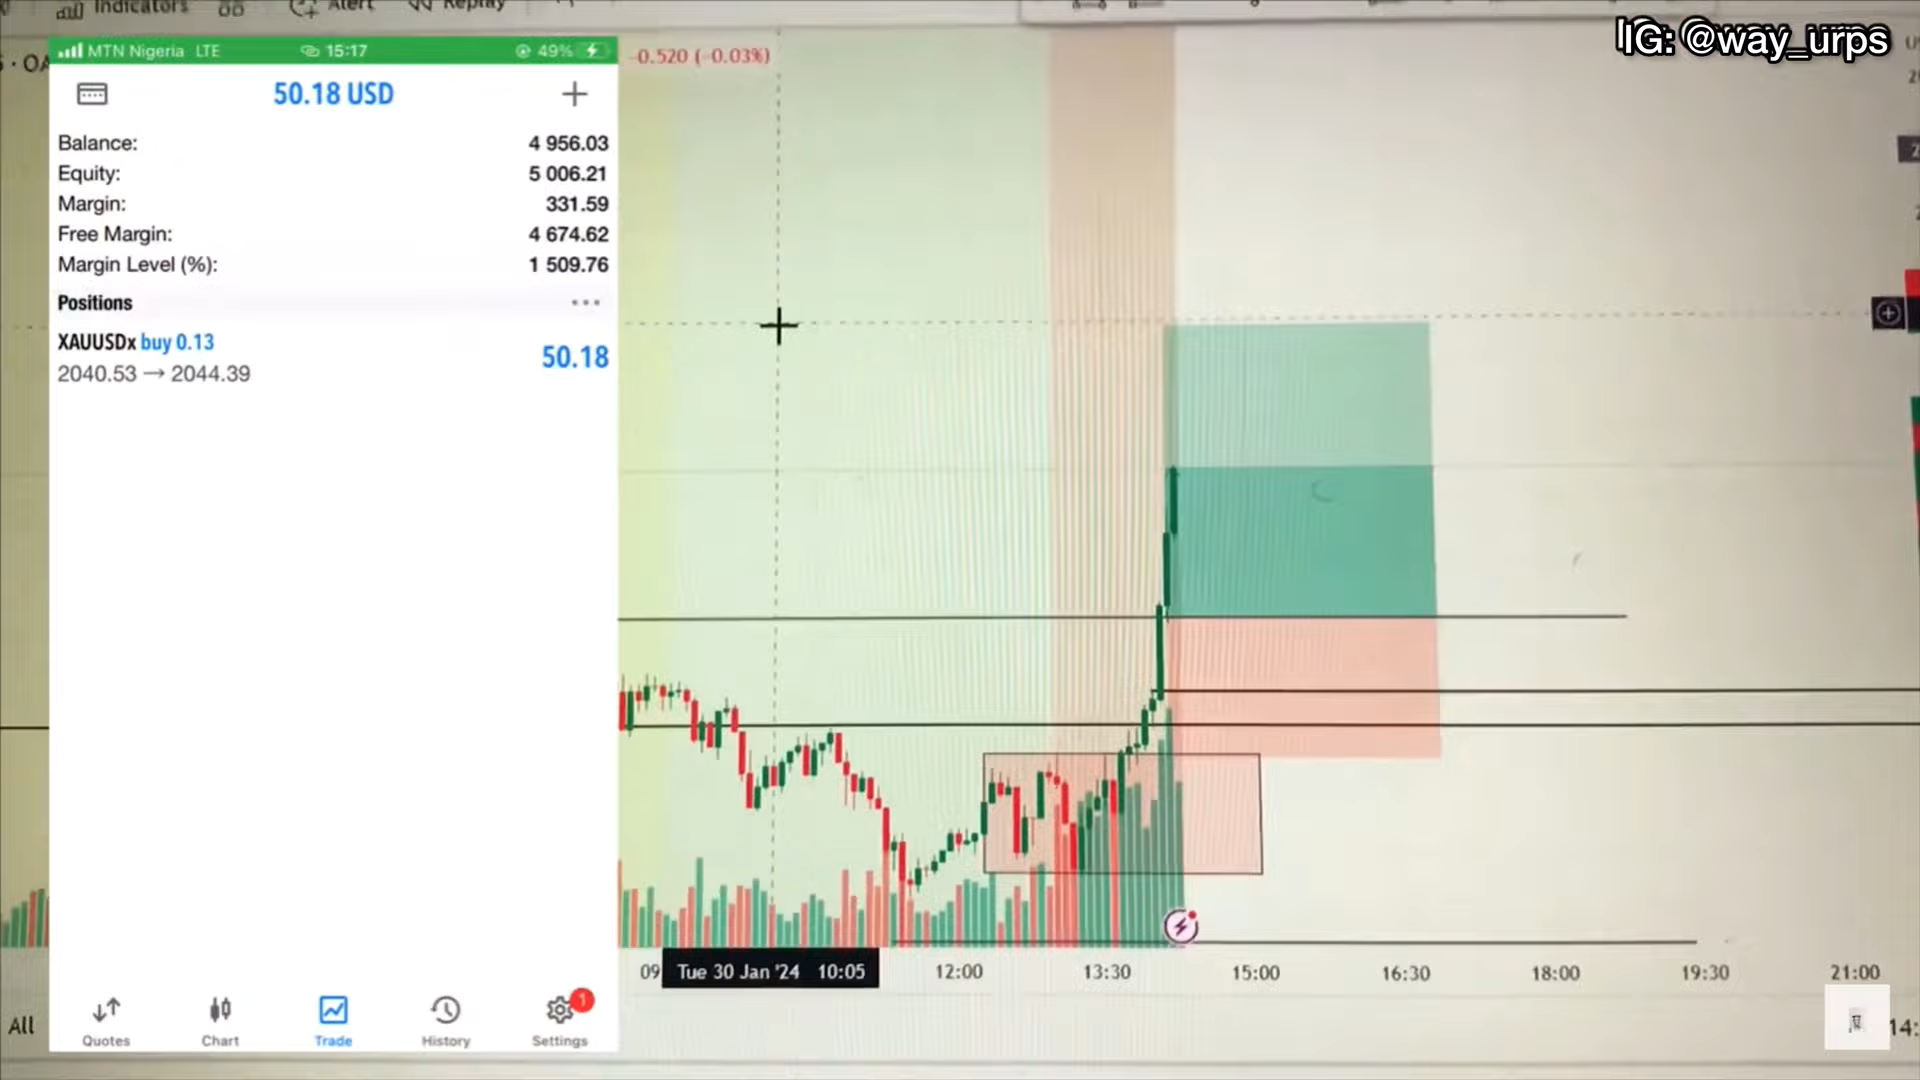 Indicators
Alert
Replay
IG: @way_urps
MTN Nigeria LTE
15:17
49%
-0.520 (-0.03%)
50.18 USD
Balance:
4 956.03
Equity:
5 006.21
Margin:
331.59
Free Margin:
4 674.62
Margin Level (%):
1 509.76
Positions
XAUUSDx buy 0.13
50.18
2040.53 → 2044.39
09
Tue 30 Jan '24 10:05
12:00
13:30
15:00
16:30
18:00
19:30
21:00
Quotes
Chart
Trade
History
Settings
1
All
14: